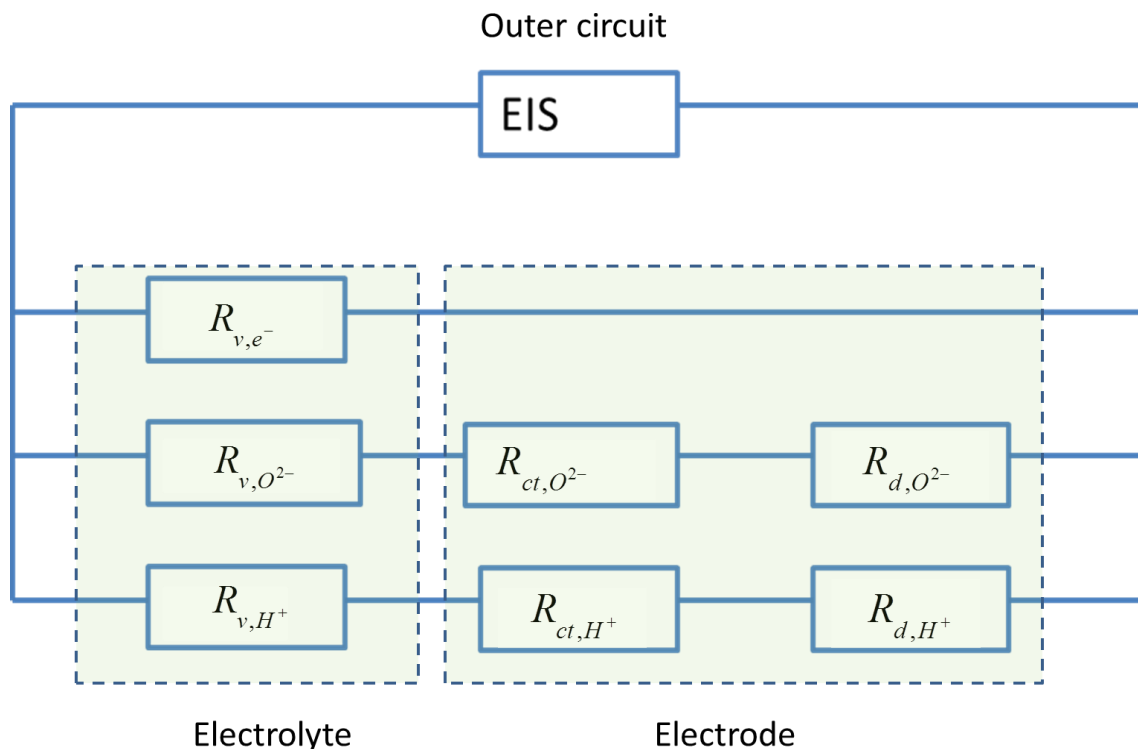 Outer circuit
EIS
R_{v,e^-}
R_{v,O^{2-}}
R_{ct,O^{2-}}
R_{d,O^{2-}}
R_{v,H^+}
R_{ct,H^+}
R_{d,H^+}
Electrolyte
Electrode